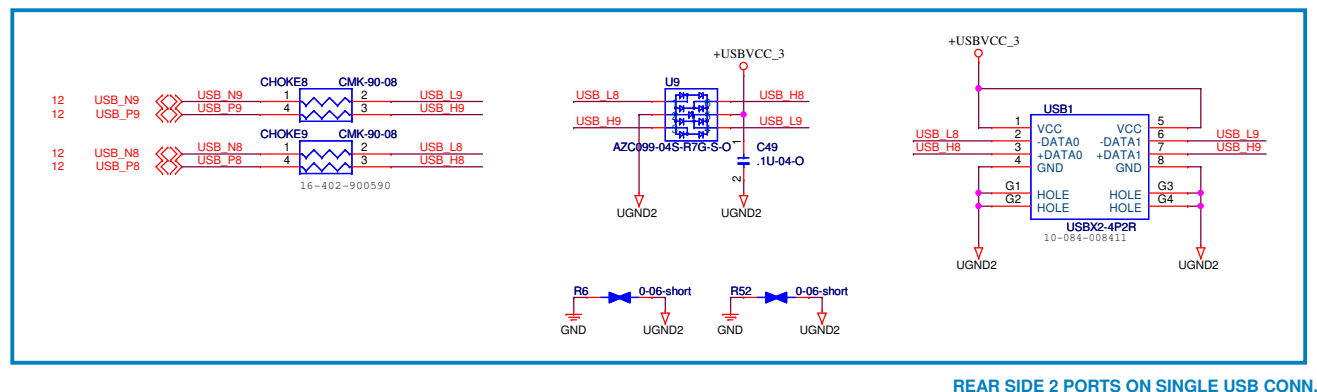 CHOKE8 CMK-90-08
12 USB_N9 USB_N9 1 2 USB_L9
12 USB_P9 USB_P9 4 3 USB_H9
CHOKE9 CMK-90-08
12 USB_N8 USB_N8 1 2 USB_L8
12 USB_P8 USB_P8 4 3 USB_H8
16-402-900590
+USBVCC_3
U9
USB_L8 USB_H8
USB_H9 USB_L9
AZC099-04S-R7G-S-O
1 C49
.1U-04-O
2
UGND2 UGND2
R6 0-06-short
GND UGND2
R52 0-06-short
GND UGND2
+USBVCC_3
USB1
1 VCC VCC 5
USB_L8 2 -DATA0 -DATA1 6 USB_L9
USB_H8 3 +DATA0 +DATA1 7 USB_H9
4 GND GND 8
G1 HOLE HOLE G3
G2 HOLE HOLE G4
USBX2-4P2R
10-084-008411
UGND2 UGND2
REAR SIDE 2 PORTS ON SINGLE USB CONN.